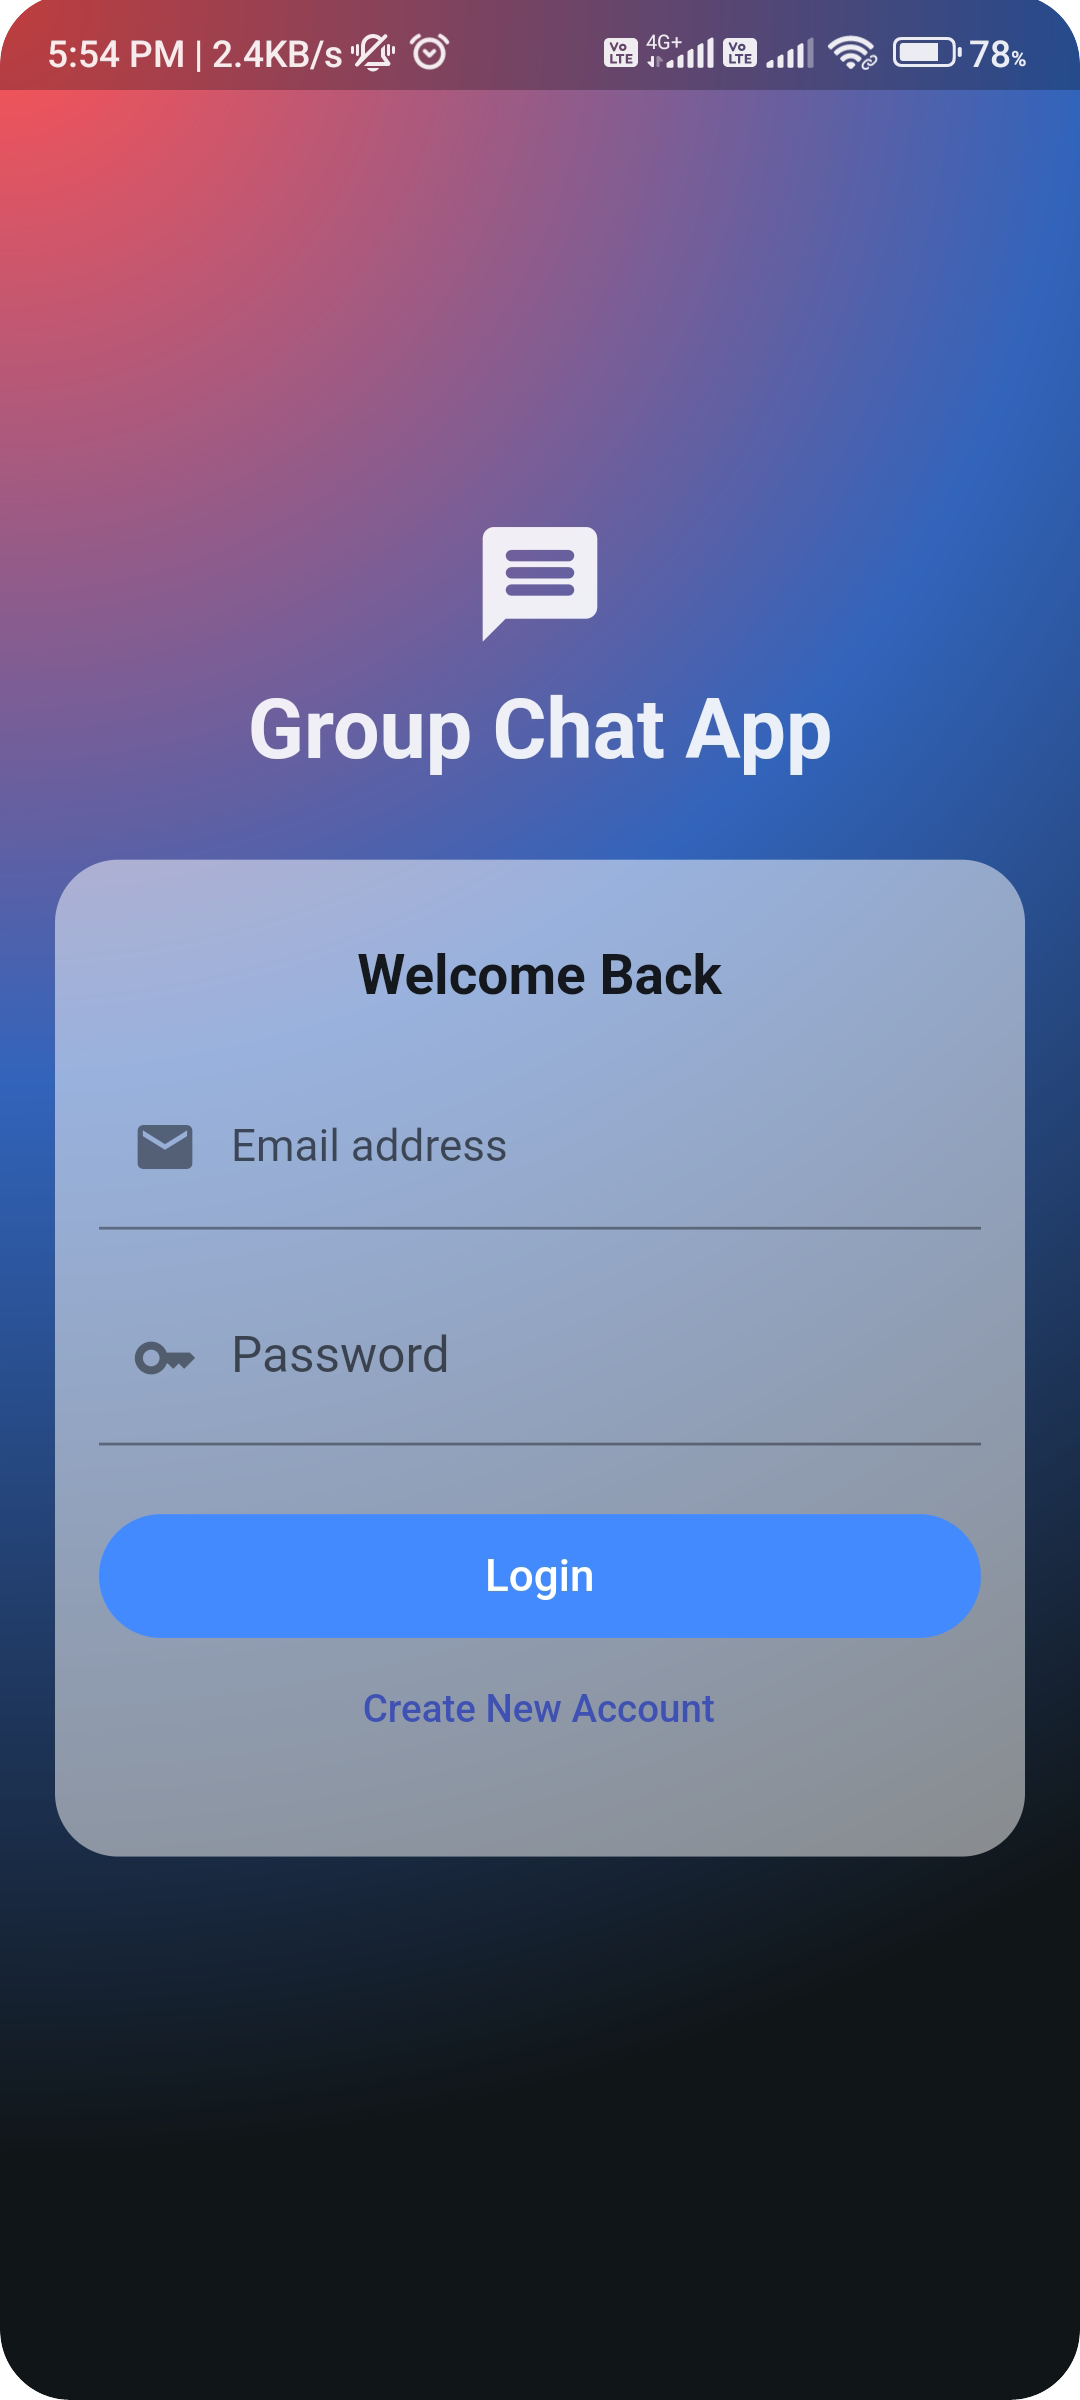 5:54 PM | 2.4KB/s Vo LTE 4G+ Vo LTE 78%
Group Chat App
Welcome Back
Email address
Password
Login
Create New Account